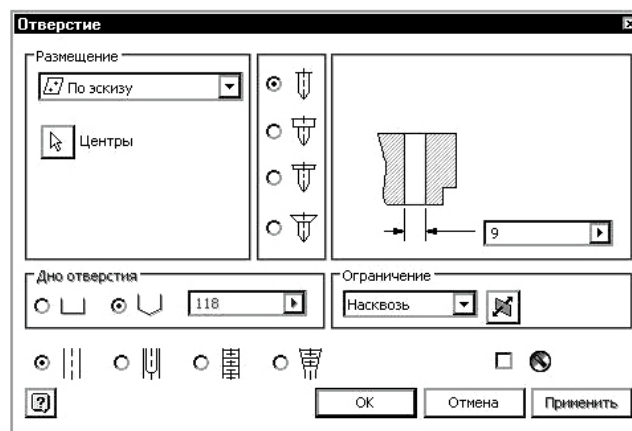 Отверстие
Размещение
По эскизу
Центры
9
Дно отверстия
118
Ограничение
Насквозь
?
OK
Отмена
Применить